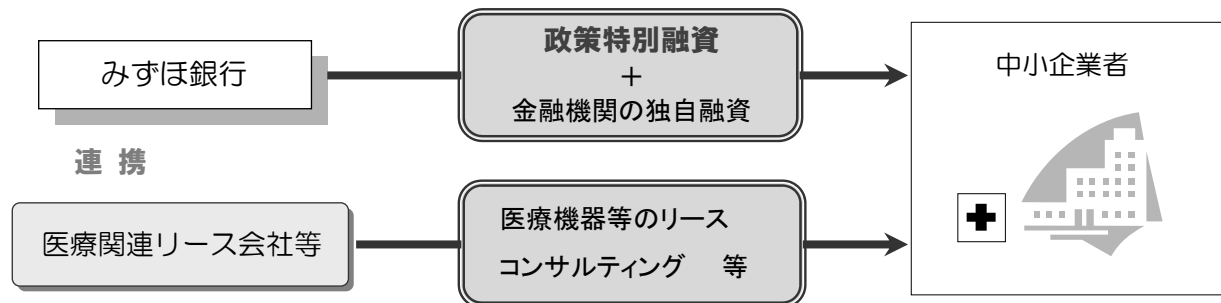 みずほ銀行
政策特別融資
＋
金融機関の独自融資
中小企業者
連 携
医療関連リース会社等
医療機器等のリース
コンサルティング 等